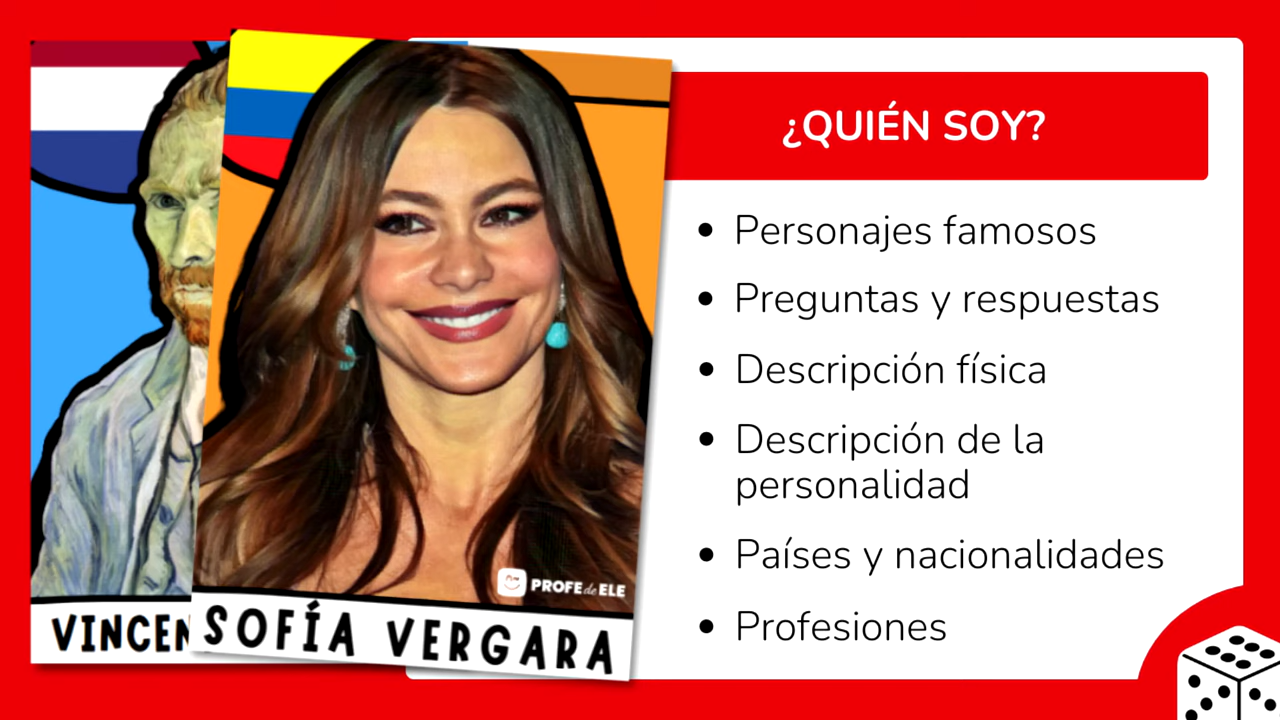 ¿QUIÉN SOY?
Personajes famosos
Preguntas y respuestas
Descripción física
Descripción de la
personalidad
Países y nacionalidades
Profesiones
PROFE de ELE
VINCEN
SOFÍA VERGARA